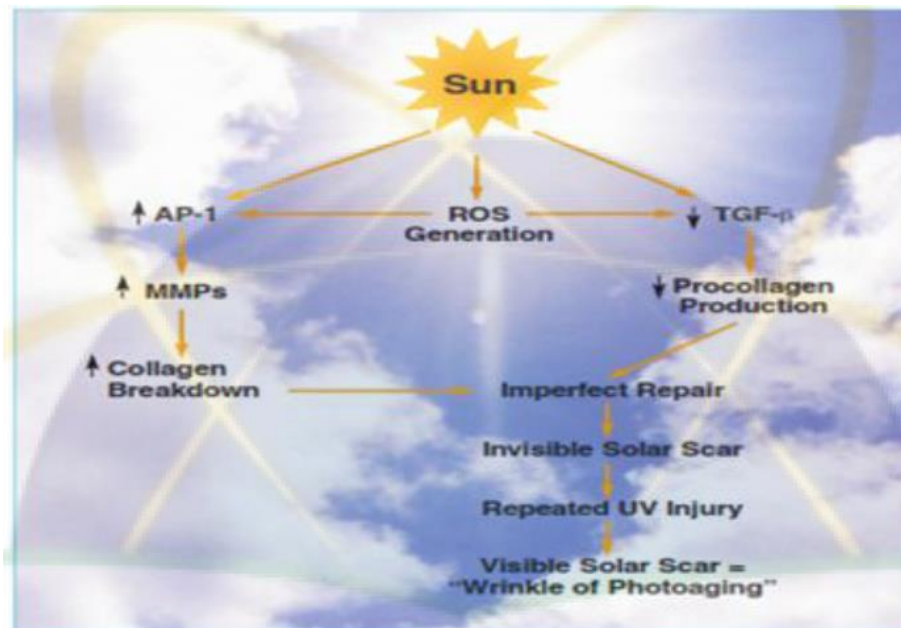 Sun
↑ AP-1
ROS
Generation
↓ TGF-β
↑ MMPs
↓ Procollagen
Production
↑ Collagen
Breakdown
Imperfect Repair
Invisible Solar Scar
Repeated UV Injury
Visible Solar Scar =
“Wrinkle of Photoaging”